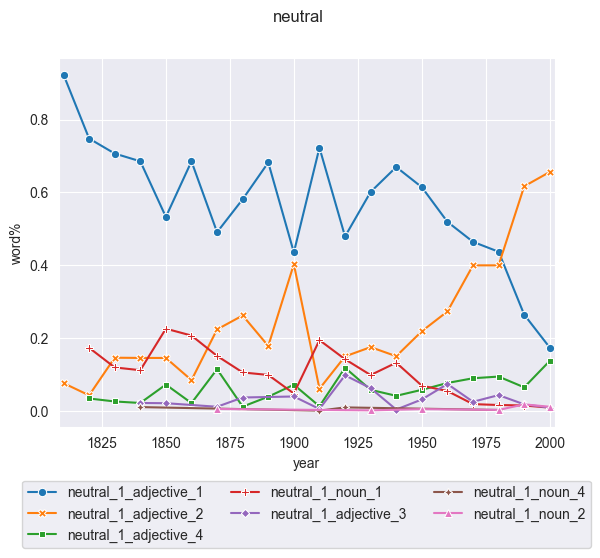 neutral
word%
0.8
0.6
0.4
0.2
0.0
1825 1850 1875 1900 1925 1950 1975 2000
year
neutral_1_adjective_1 neutral_1_noun_1 neutral_1_noun_4
neutral_1_adjective_2 neutral_1_adjective_3 neutral_1_noun_2
neutral_1_adjective_4